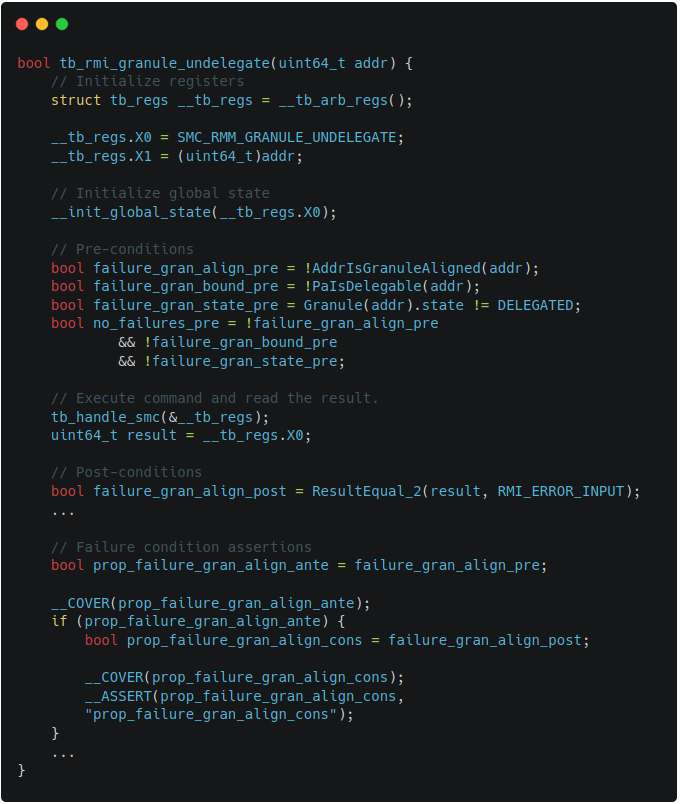 bool tb_rmi_granule_undelegate(uint64_t addr) {
    // Initialize registers
    struct tb_regs __tb_regs = __tb_arb_regs();

    __tb_regs.X0 = SMC_RMM_GRANULE_UNDELEGATE;
    __tb_regs.X1 = (uint64_t)addr;

    // Initialize global state
    __init_global_state(__tb_regs.X0);

    // Pre-conditions
    bool failure_gran_align_pre = !AddrIsGranuleAligned(addr);
    bool failure_gran_bound_pre = !PaIsDelegable(addr);
    bool failure_gran_state_pre = Granule(addr).state != DELEGATED;
    bool no_failures_pre = !failure_gran_align_pre
            && !failure_gran_bound_pre
            && !failure_gran_state_pre;

    // Execute command and read the result.
    tb_handle_smc(&__tb_regs);
    uint64_t result = __tb_regs.X0;

    // Post-conditions
    bool failure_gran_align_post = ResultEqual_2(result, RMI_ERROR_INPUT);
    ...

    // Failure condition assertions
    bool prop_failure_gran_align_ante = failure_gran_align_pre;

    __COVER(prop_failure_gran_align_ante);
    if (prop_failure_gran_align_ante) {
        bool prop_failure_gran_align_cons = failure_gran_align_post;

        __COVER(prop_failure_gran_align_cons);
        __ASSERT(prop_failure_gran_align_cons,
        "prop_failure_gran_align_cons");
    }
    ...
}